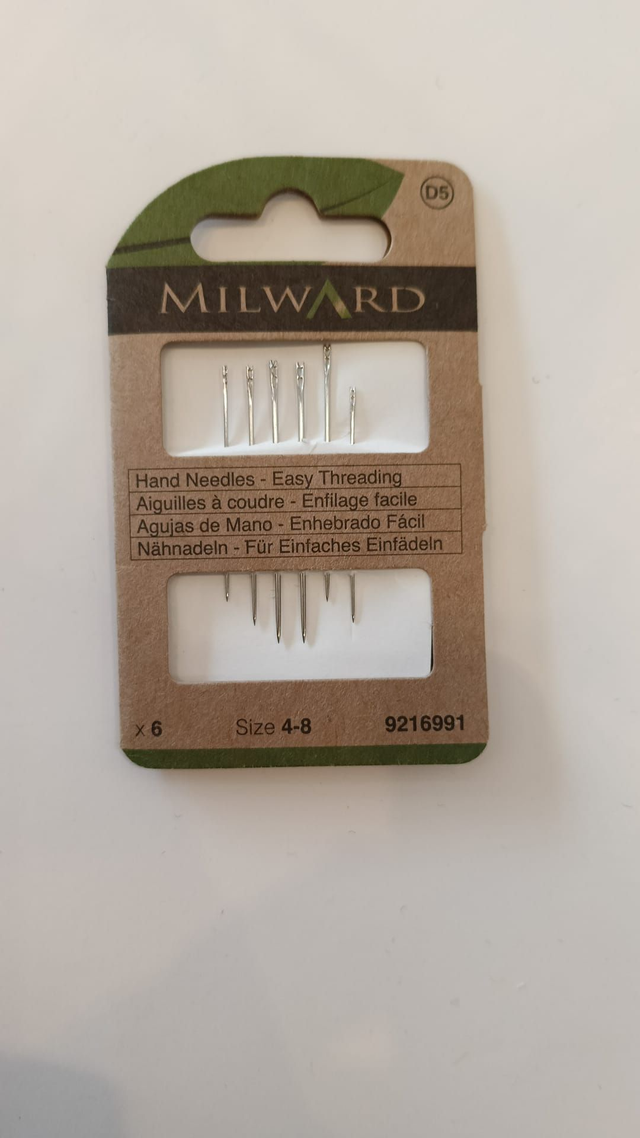 D5
MILWARD
Hand Needles - Easy Threading
Aiguilles à coudre - Enfilage facile
Agujas de Mano - Enhebrado Fácil
Nähnadeln - Für Einfaches Einfädeln
x 6 Size 4-8 9216991